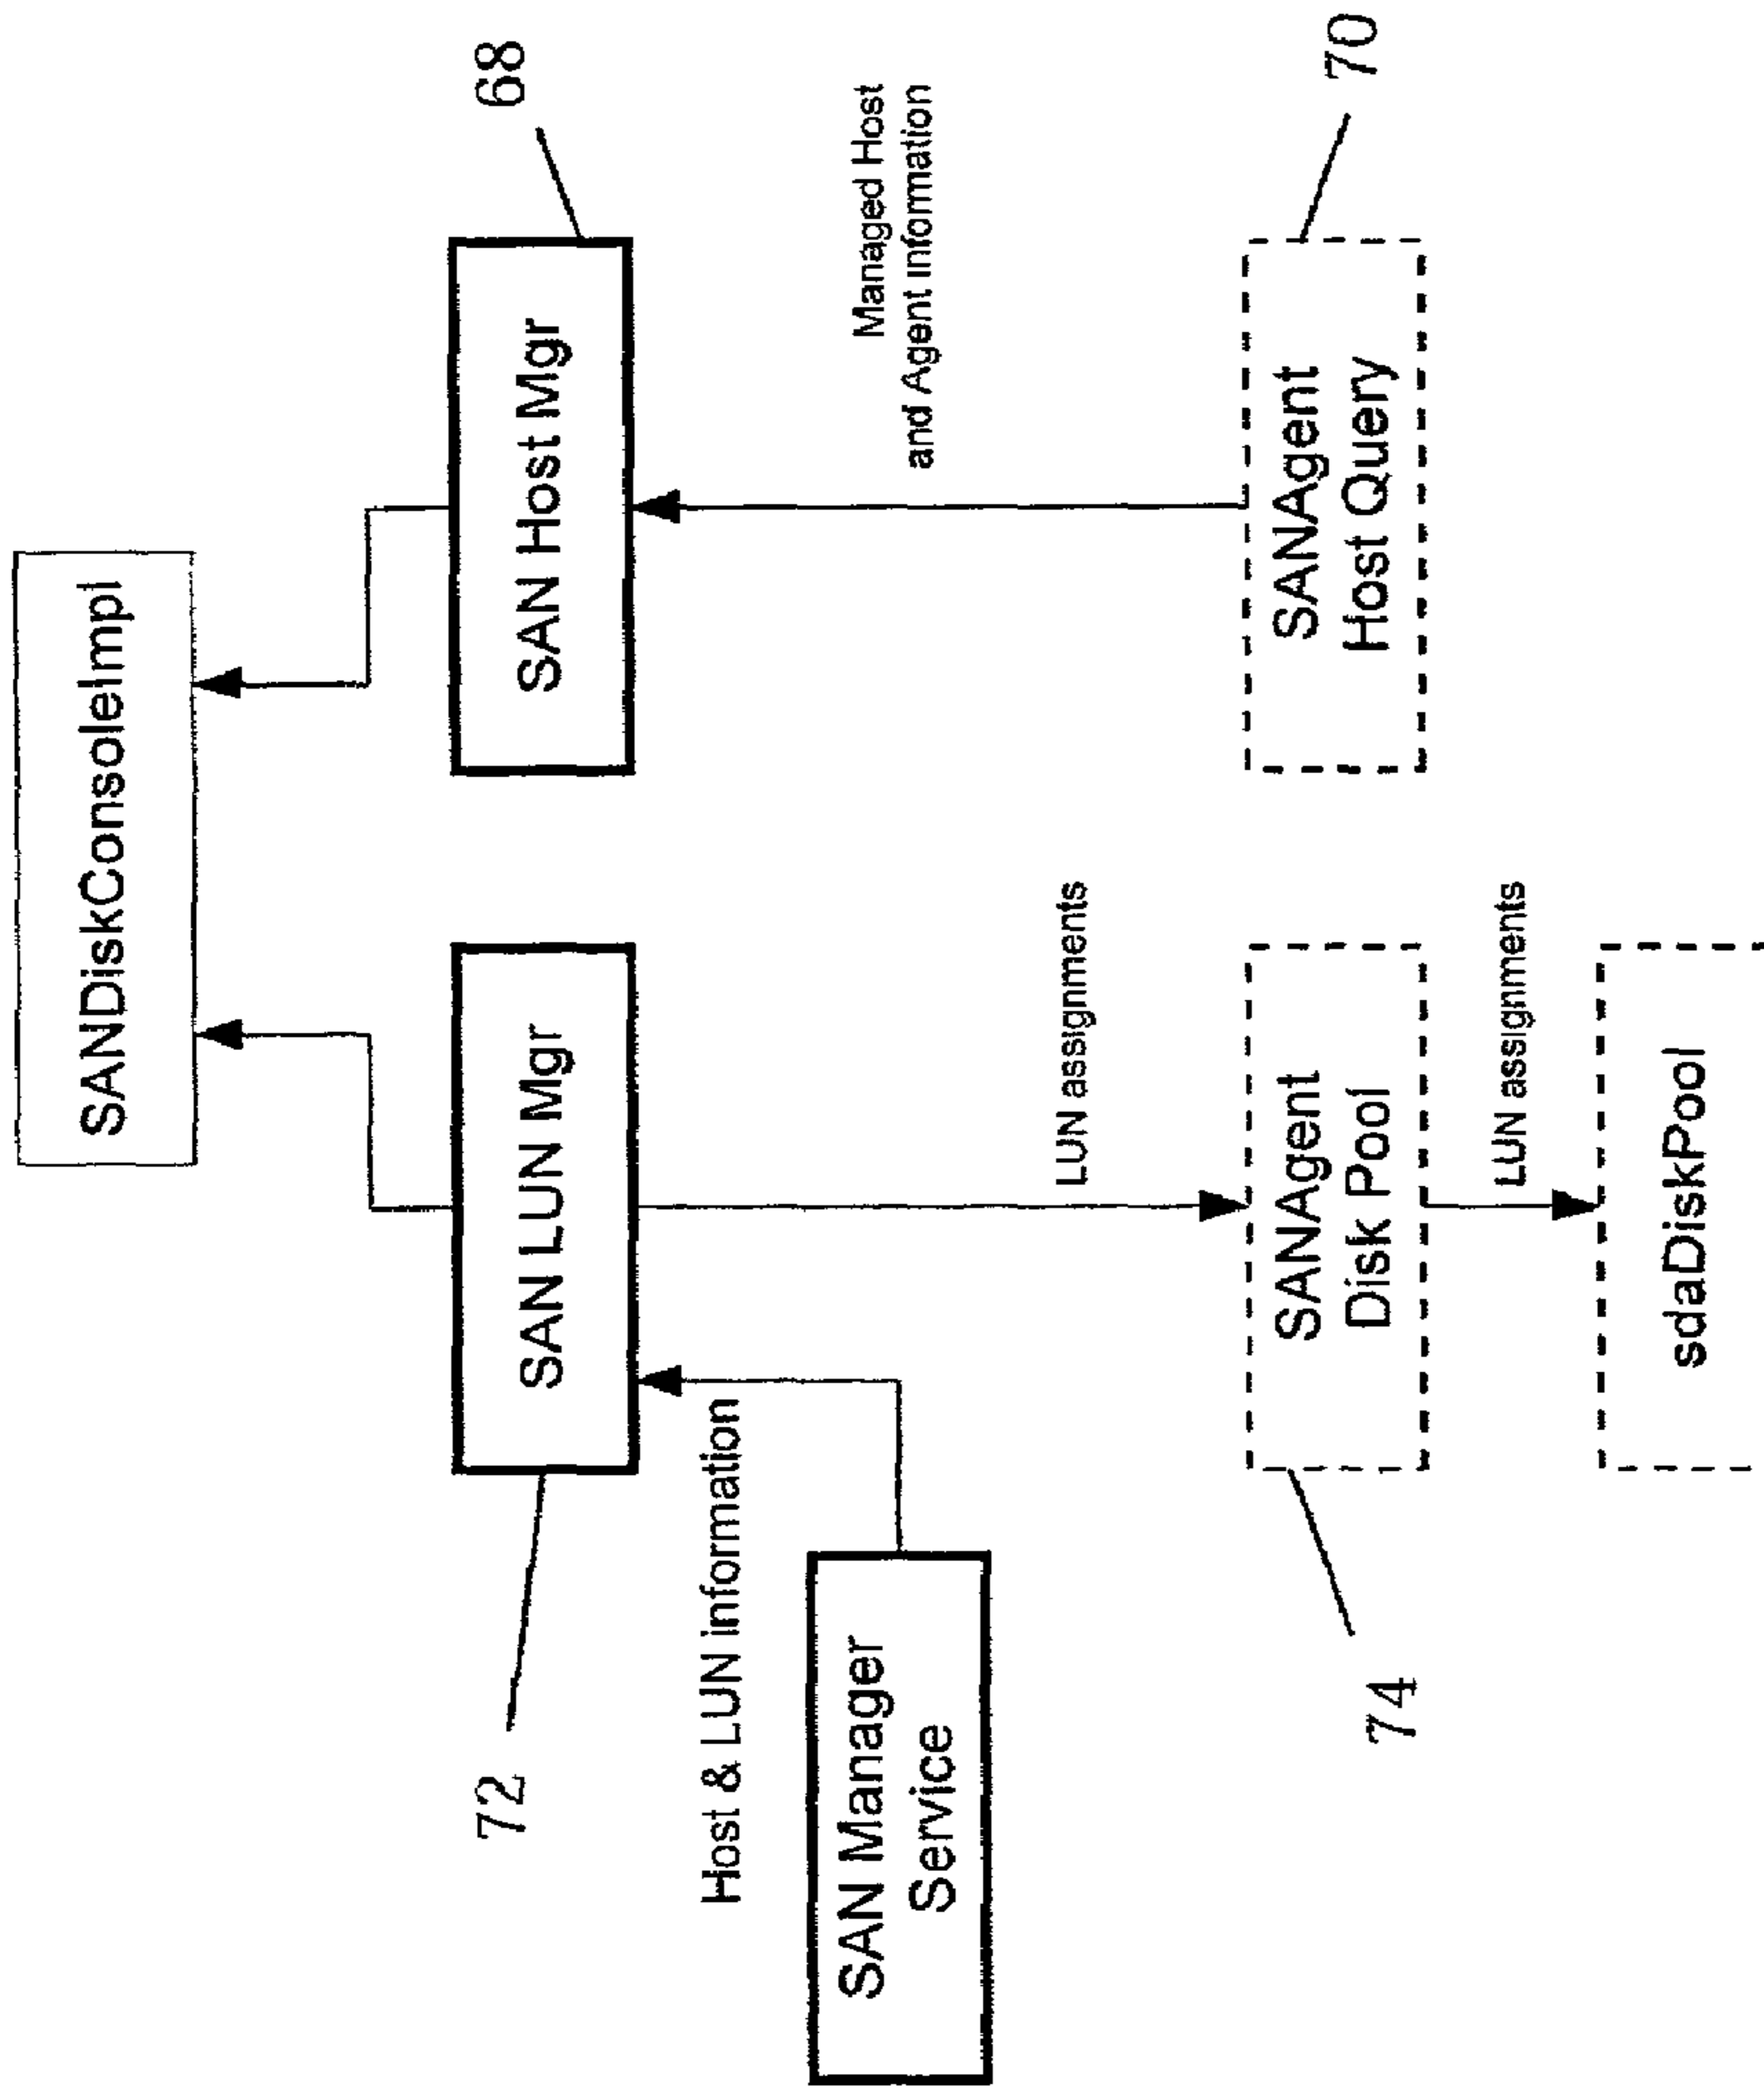 SANDiskConsoleImpl
72
SAN LUN Mgr
SAN Host Mgr
68
Host & LUN information
SAN Manager
Service
LUN assignments
Managed Host
and Agent information
74
SANAgent
Disk Pool
SANAgent
Host Query
70
LUN assignments
sdaDiskPool